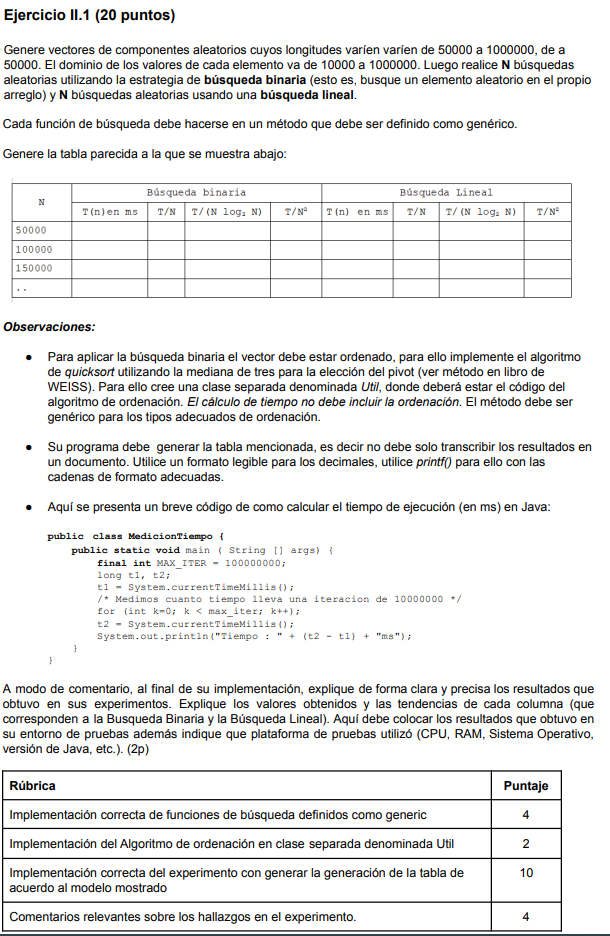 Ejercicio II.1 (20 puntos)
Genere vectores de componentes aleatorios cuyos longitudes varíen varíen de 50000 a 1000000, de a
50000. El dominio de los valores de cada elemento va de 10000 a 1000000. Luego realice N búsquedas
aleatorias utilizando la estrategia de búsqueda binaria (esto es, busque un elemento aleatorio en el propio
arreglo) y N búsquedas aleatorias usando una búsqueda lineal.
Cada función de búsqueda debe hacerse en un método que debe ser definido como genérico.
Genere la tabla parecida a la que se muestra abajo:
N
Búsqueda binaria
Búsqueda Lineal
T(n)en ms
T/N
T/(N log₂ N)
T/N²
T(n) en ms
T/N
T/(N log₂ N)
T/N²
50000
100000
150000
..
Observaciones:
● Para aplicar la búsqueda binaria el vector debe estar ordenado, para ello implemente el algoritmo
de quicksort utilizando la mediana de tres para la elección del pivot (ver método en libro de
WEISS). Para ello cree una clase separada denominada Util, donde deberá estar el código del
algoritmo de ordenación. El cálculo de tiempo no debe incluir la ordenación. El método debe ser
genérico para los tipos adecuados de ordenación.
● Su programa debe generar la tabla mencionada, es decir no debe solo transcribir los resultados en
un documento. Utilice un formato legible para los decimales, utilice printf() para ello con las
cadenas de formato adecuadas.
● Aquí se presenta un breve código de como calcular el tiempo de ejecución (en ms) en Java:
public class MedicionTiempo {
public static void main ( String [] args) {
final int MAX_ITER = 100000000;
long t1, t2;
t1 = System.currentTimeMillis();
/* Medimos cuanto tiempo lleva una iteracion de 10000000 */
for (int k=0; k < max_iter; k++);
t2 = System.currentTimeMillis();
System.out.println("Tiempo : " + (t2 - t1) + "ms");
}
}
A modo de comentario, al final de su implementación, explique de forma clara y precisa los resultados que
obtuvo en sus experimentos. Explique los valores obtenidos y las tendencias de cada columna (que
corresponden a la Busqueda Binaria y la Búsqueda Lineal). Aquí debe colocar los resultados que obtuvo en
su entorno de pruebas además indique que plataforma de pruebas utilizó (CPU, RAM, Sistema Operativo,
versión de Java, etc.). (2p)
Rúbrica
Puntaje
Implementación correcta de funciones de búsqueda definidos como generic
4
Implementación del Algoritmo de ordenación en clase separada denominada Util
2
Implementación correcta del experimento con generar la generación de la tabla de
acuerdo al modelo mostrado
10
Comentarios relevantes sobre los hallazgos en el experimento.
4